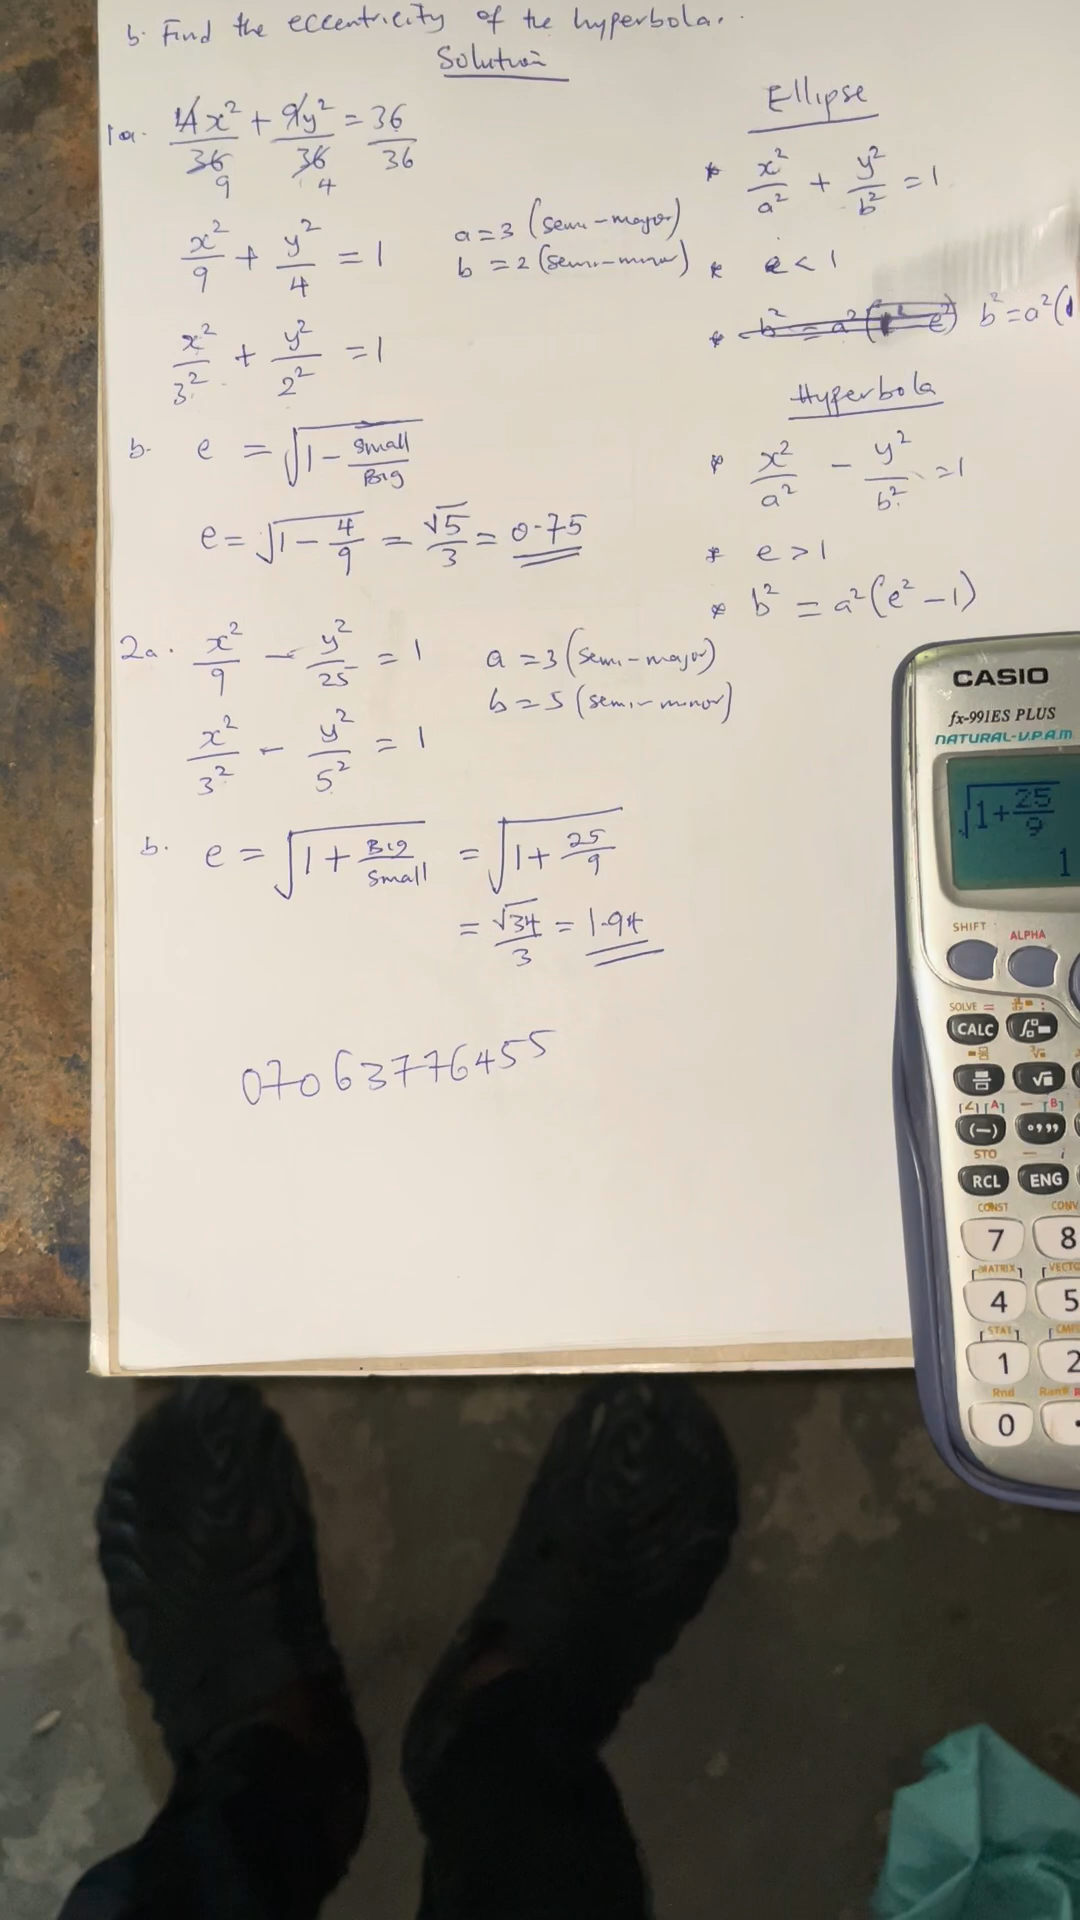 b. Find the eccentricity of the hyperbola.
Solution
1a. 4x²/36 + 9y²/36 = 36/36
9 4
x²/9 + y²/4 = 1
a = 3 (semi-major)
b = 2 (semi-minor)
x²/3² + y²/2² = 1
b. e = √(1 - Small/Big)
e = √(1 - 4/9) = √5/3 = 0.75
2a. x²/9 - y²/25 = 1
a = 3 (semi-major)
b = 5 (semi-minor)
x²/3² - y²/5² = 1
b. e = √(1 + Big/Small) = √(1 + 25/9)
= √34/3 = 1.94
07063776455
Ellipse
* x²/a² + y²/b² = 1
* e < 1
* b² = a²(
Hyperbola
* x²/a² - y²/b² = 1
* e > 1
* b² = a²(e² - 1)
CASIO
fx-991ES PLUS
NATURAL-V.P.A.M
√(1+25/9)
1
SHIFT ALPHA
SOLVE =
CALC
STO
RCL ENG
CONST CONV
7 8
MATRIX VECTO
4 5
STAT CMP
1 2
Rnd Ran#
0